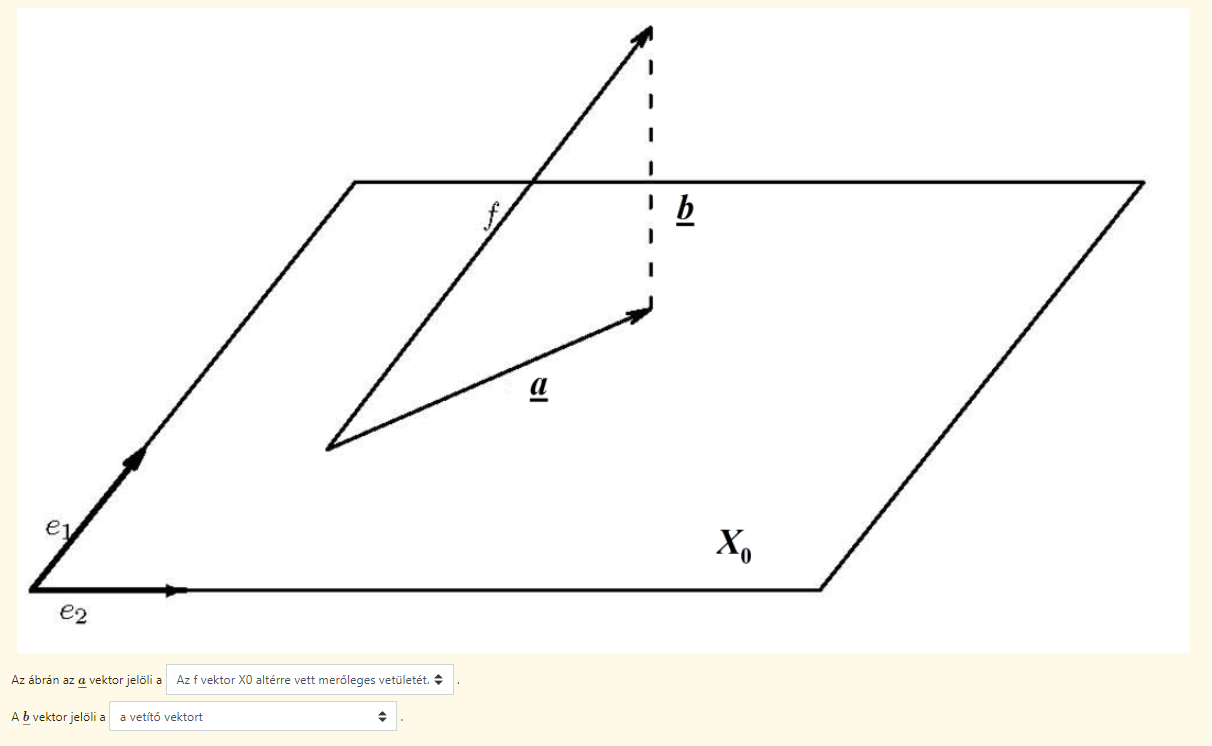 f
b
a
e1
X0
e2
Az ábrán az a vektor jelöli a Az f vektor X0 altérre vett merőleges vetületét. .
A b vektor jelöli a a vetítő vektort .